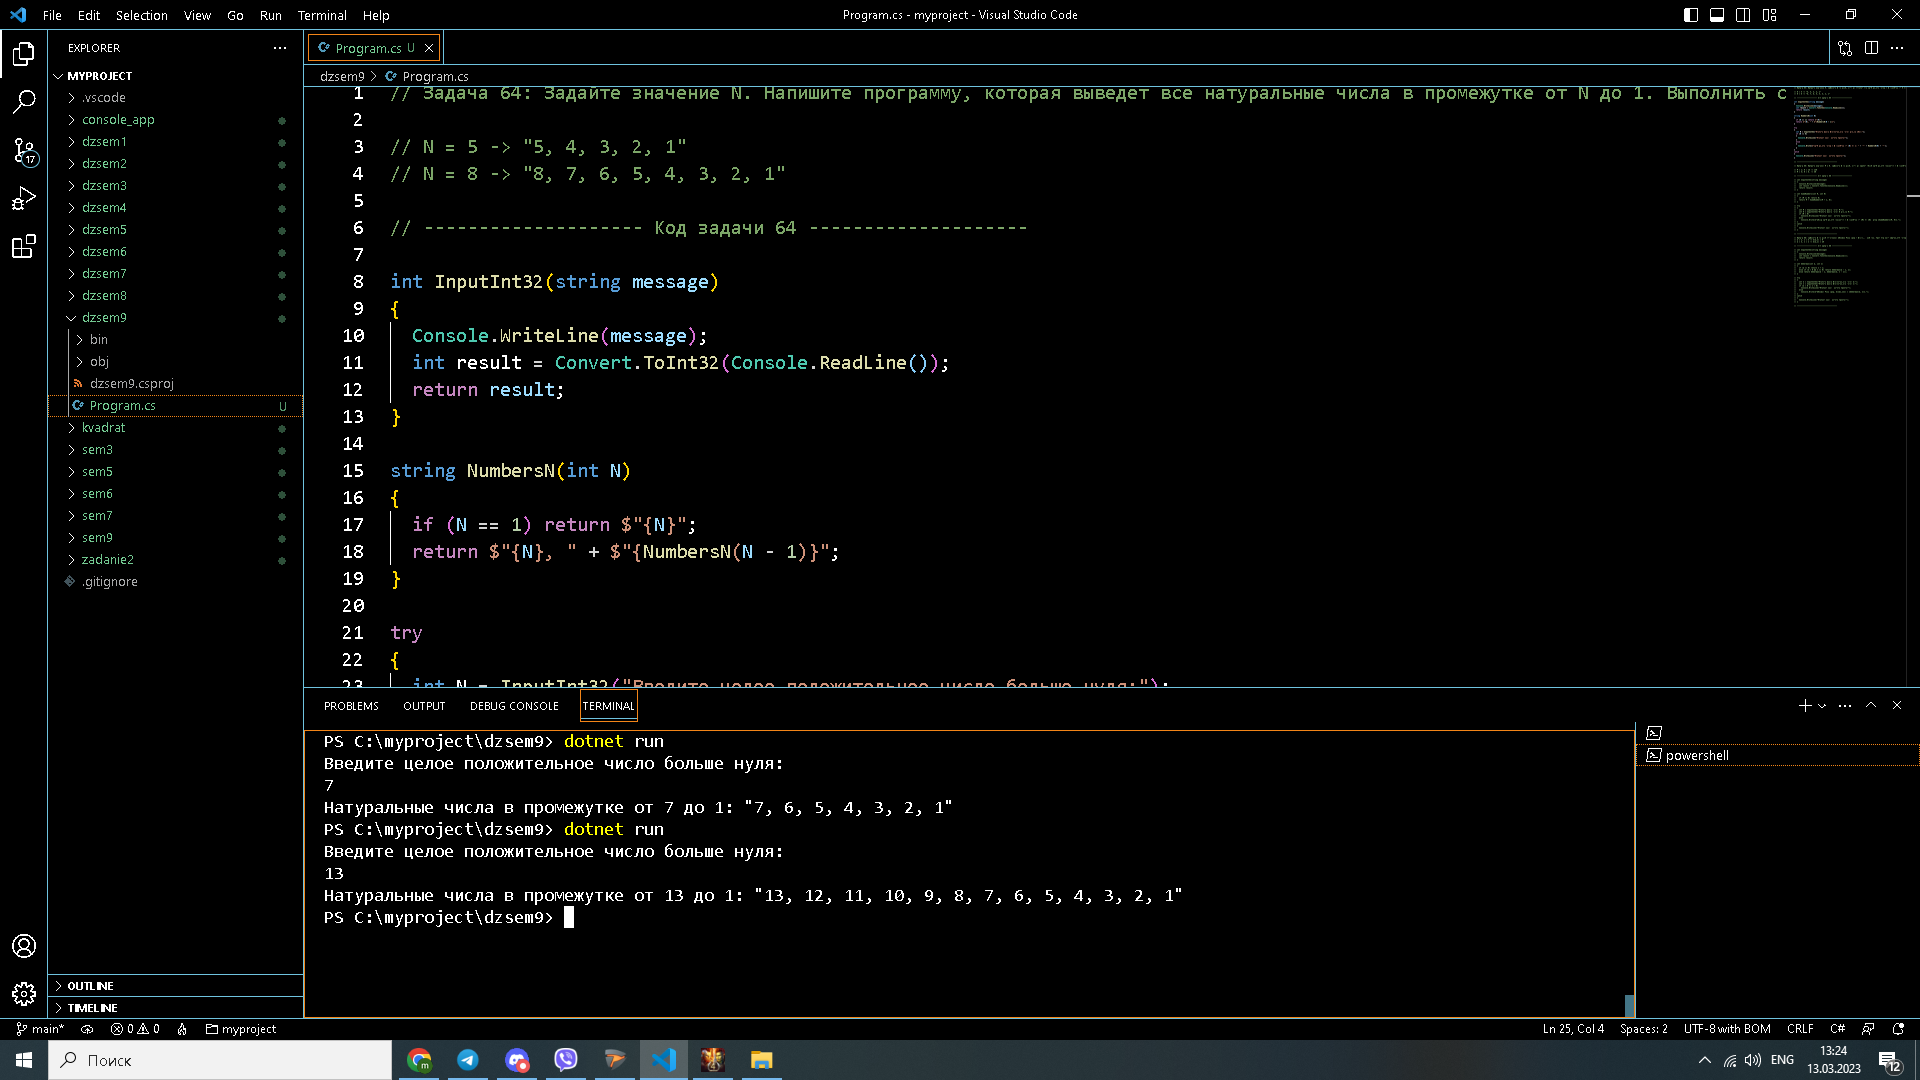 File Edit Selection View Go Run Terminal Help
Program.cs - myproject - Visual Studio Code
EXPLORER
MYPROJECT
.vscode
console_app
dzsem1
dzsem2
dzsem3
dzsem4
dzsem5
dzsem6
dzsem7
dzsem8
dzsem9
bin
obj
dzsem9.csproj
Program.cs U
kvadrat
sem3
sem5
sem6
sem7
sem9
zadanie2
.gitignore
OUTLINE
TIMELINE
17
Program.cs U
dzsem9 > Program.cs
1 // Задача 64: Задайте значение N. Напишите программу, которая выведет все натуральные числа в промежутке от N до 1. Выполнить с
2
3 // N = 5 -> "5, 4, 3, 2, 1"
4 // N = 8 -> "8, 7, 6, 5, 4, 3, 2, 1"
5
6 // -------------------- Код задачи 64 --------------------
7
8 int InputInt32(string message)
9 {
10 Console.WriteLine(message);
11 int result = Convert.ToInt32(Console.ReadLine());
12 return result;
13 }
14
15 string NumbersN(int N)
16 {
17 if (N == 1) return $"{N}";
18 return $"{N}, " + $"{NumbersN(N - 1)}";
19 }
20
21 try
22 {
23 int N = InputInt32("Введите целое положительное число больше нуля:");
PROBLEMS OUTPUT DEBUG CONSOLE TERMINAL
PS C:\myproject\dzsem9> dotnet run
Введите целое положительное число больше нуля:
7
Натуральные числа в промежутке от 7 до 1: "7, 6, 5, 4, 3, 2, 1"
PS C:\myproject\dzsem9> dotnet run
Введите целое положительное число больше нуля:
13
Натуральные числа в промежутке от 13 до 1: "13, 12, 11, 10, 9, 8, 7, 6, 5, 4, 3, 2, 1"
PS C:\myproject\dzsem9>
powershell
main* 0 0 myproject
Ln 25, Col 4 Spaces: 2 UTF-8 with BOM CRLF C#
Поиск
ENG
13:24
13.03.2023
12